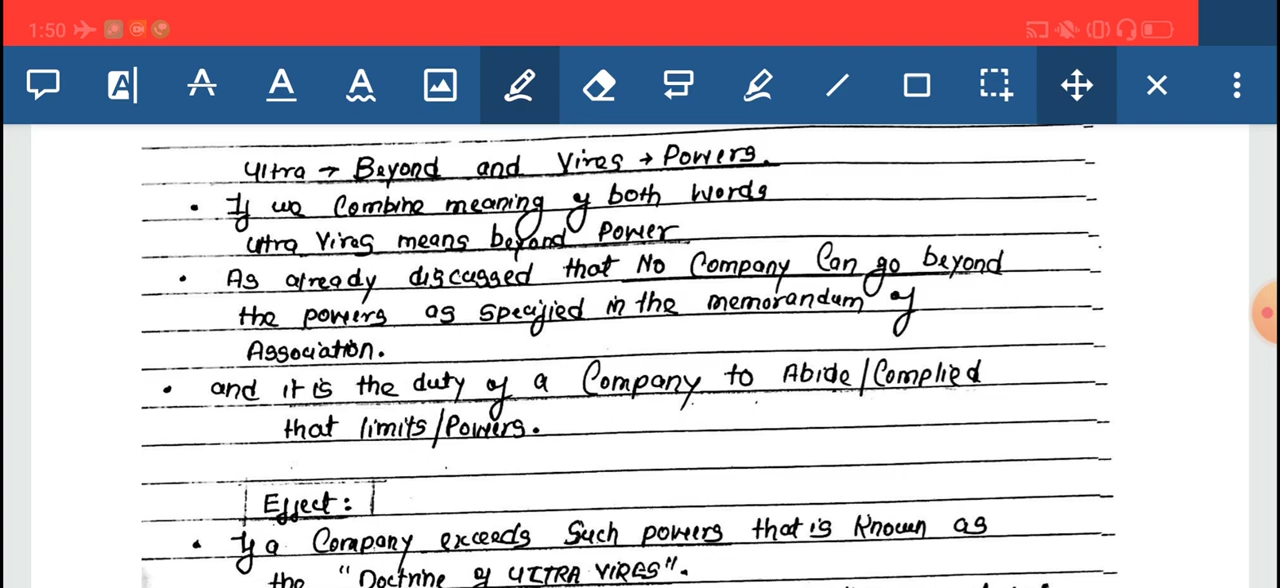 1:50
Ultra → Beyond and Vires → Powers.
• If we Combine meaning of both words
Ultra Vires means beyond Power
• As already discussed that No Company Can go beyond
the powers as specified in the memorandum of
Association.
• and it is the duty of a Company to Abide/Complied
that limits/Powers.
Effect:
• If a Company exceeds Such powers that is Known as
the "Doctrine of ULTRA VIRES".